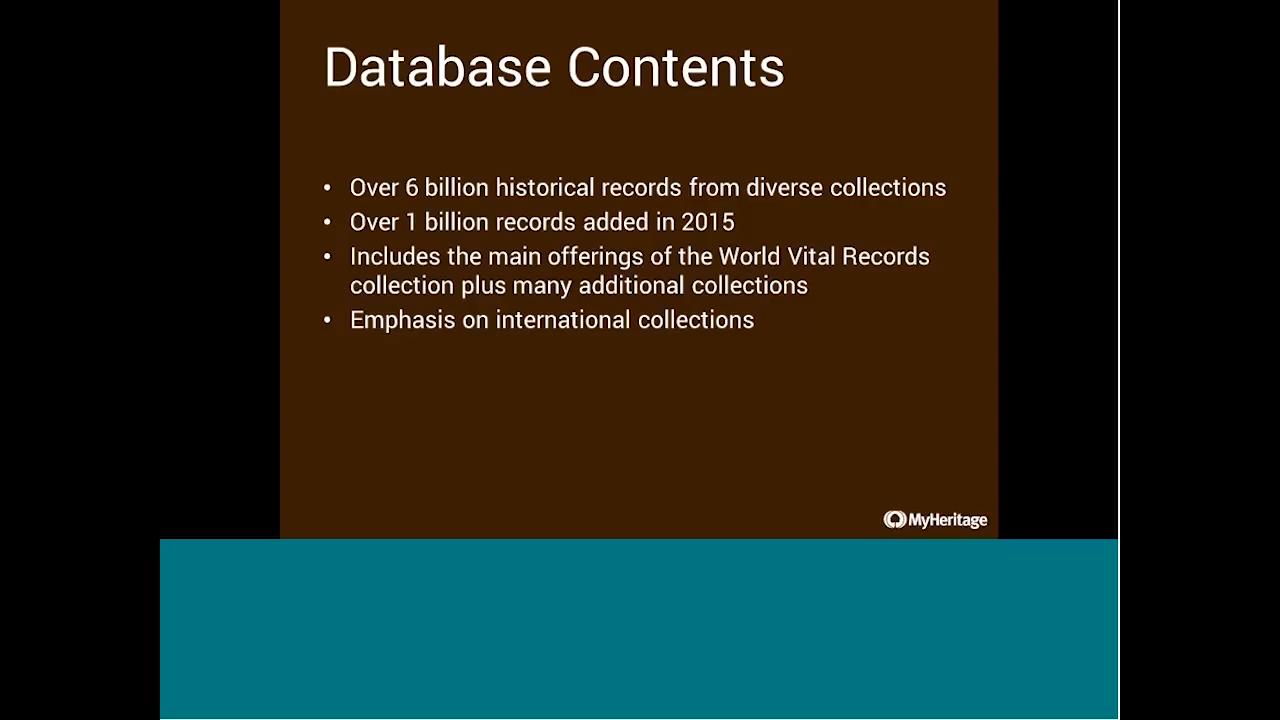 Database Contents
• Over 6 billion historical records from diverse collections
• Over 1 billion records added in 2015
• Includes the main offerings of the World Vital Records
collection plus many additional collections
• Emphasis on international collections
MyHeritage